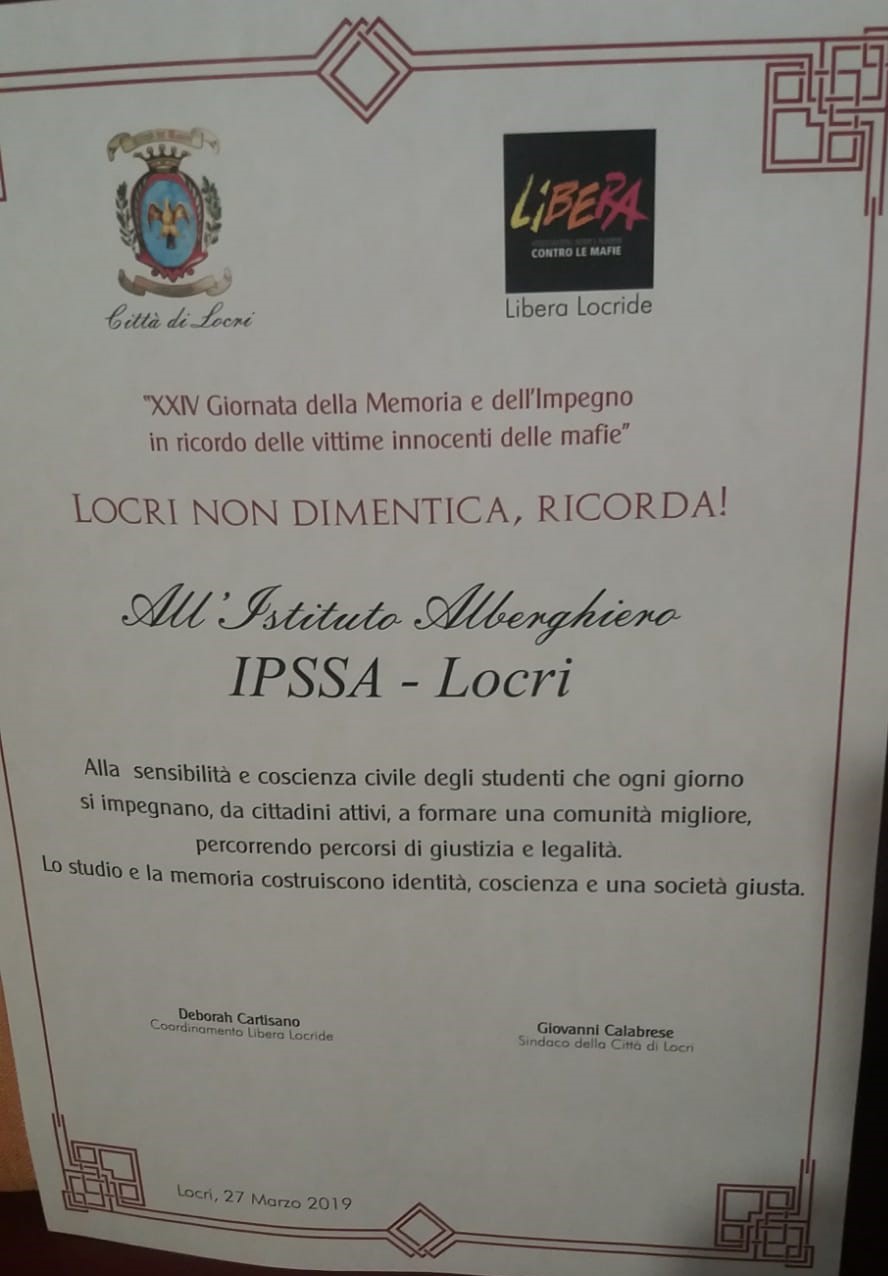 Città di Locri
LiBERA
CONTRO LE MAFIE
Libera Locride
"XXIV Giornata della Memoria e dell'Impegno
in ricordo delle vittime innocenti delle mafie"
LOCRI NON DIMENTICA, RICORDA!
All'Istituto Alberghiero
IPSSA - Locri
Alla sensibilità e coscienza civile degli studenti che ogni giorno
si impegnano, da cittadini attivi, a formare una comunità migliore,
percorrendo percorsi di giustizia e legalità.
Lo studio e la memoria costruiscono identità, coscienza e una società giusta.
Deborah Cartisano
Coordinamento Libera Locride
Giovanni Calabrese
Sindaco della Città di Locri
Locri, 27 Marzo 2019